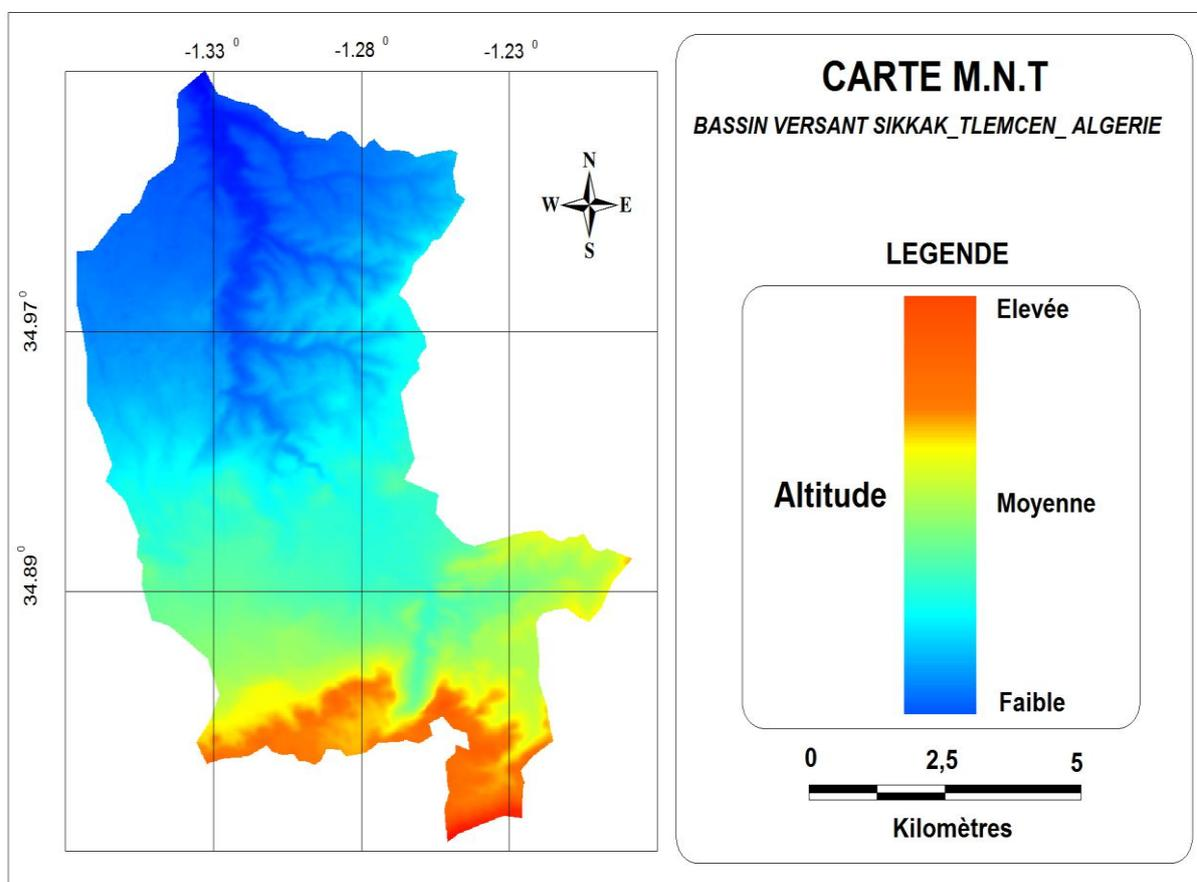 -1.33 0
-1.28 0
-1.23 0
34.97 0
34.89 0
N
W E
S
CARTE M.N.T
BASSIN VERSANT SIKKAK_TLEMCEN_ ALGERIE
LEGENDE
Elevée
Altitude
Moyenne
Faible
0 2,5 5
Kilomètres